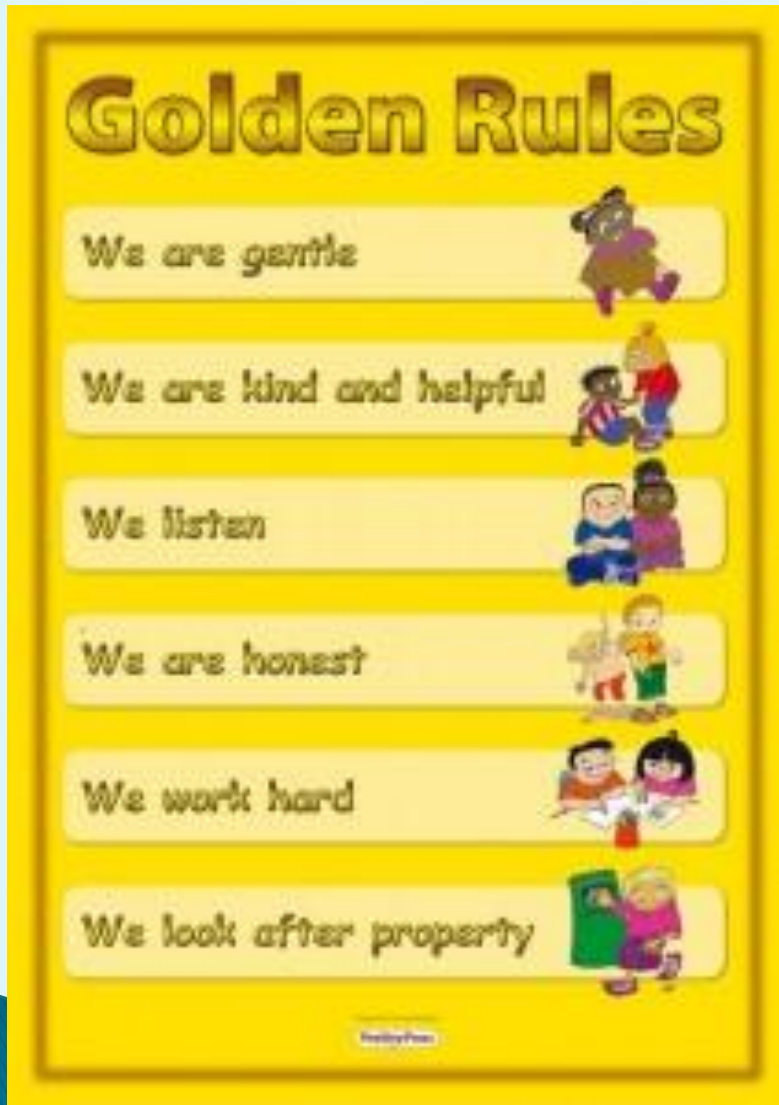 Golden Rules
We are gentle
We are kind and helpful
We listen
We are honest
We work hard
We look after property